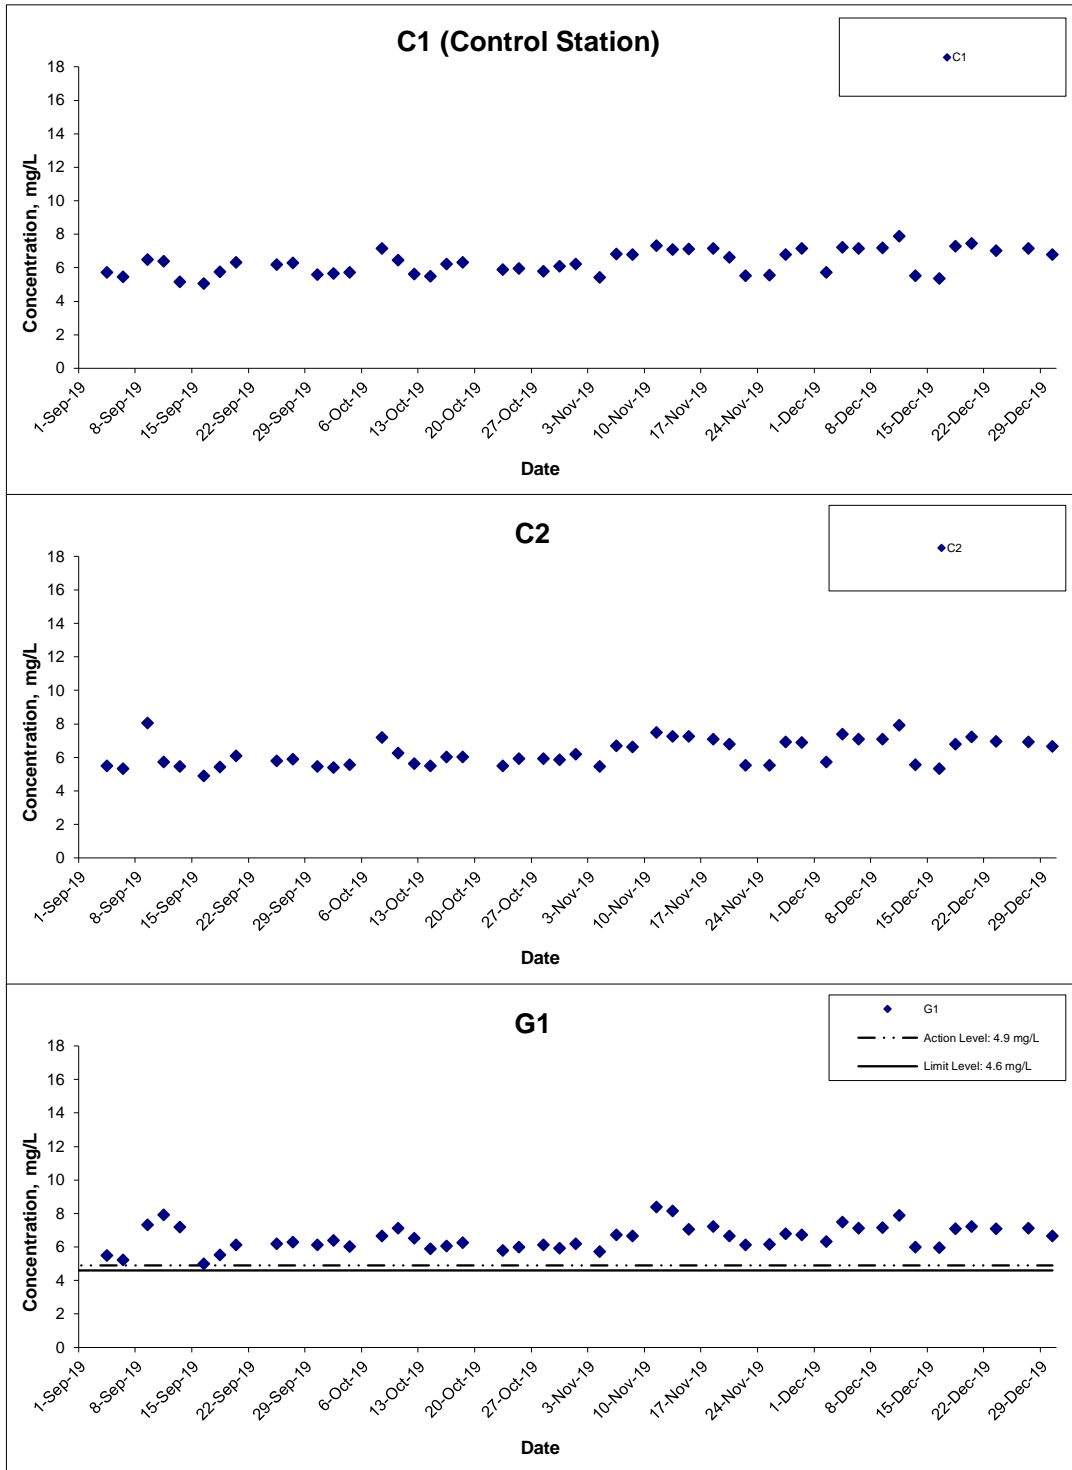 C1 (Control Station)
C1
18
16
14
12
10
8
6
4
2
0
Concentration, mg/L
1-Sep-19
8-Sep-19
15-Sep-19
22-Sep-19
29-Sep-19
6-Oct-19
13-Oct-19
20-Oct-19
27-Oct-19
3-Nov-19
10-Nov-19
17-Nov-19
24-Nov-19
1-Dec-19
8-Dec-19
15-Dec-19
22-Dec-19
29-Dec-19
Date
C2
C2
18
16
14
12
10
8
6
4
2
0
Concentration, mg/L
1-Sep-19
8-Sep-19
15-Sep-19
22-Sep-19
29-Sep-19
6-Oct-19
13-Oct-19
20-Oct-19
27-Oct-19
3-Nov-19
10-Nov-19
17-Nov-19
24-Nov-19
1-Dec-19
8-Dec-19
15-Dec-19
22-Dec-19
29-Dec-19
Date
G1
G1
Action Level: 4.9 mg/L
Limit Level: 4.6 mg/L
18
16
14
12
10
8
6
4
2
0
Concentration, mg/L
1-Sep-19
8-Sep-19
15-Sep-19
22-Sep-19
29-Sep-19
6-Oct-19
13-Oct-19
20-Oct-19
27-Oct-19
3-Nov-19
10-Nov-19
17-Nov-19
24-Nov-19
1-Dec-19
8-Dec-19
15-Dec-19
22-Dec-19
29-Dec-19
Date